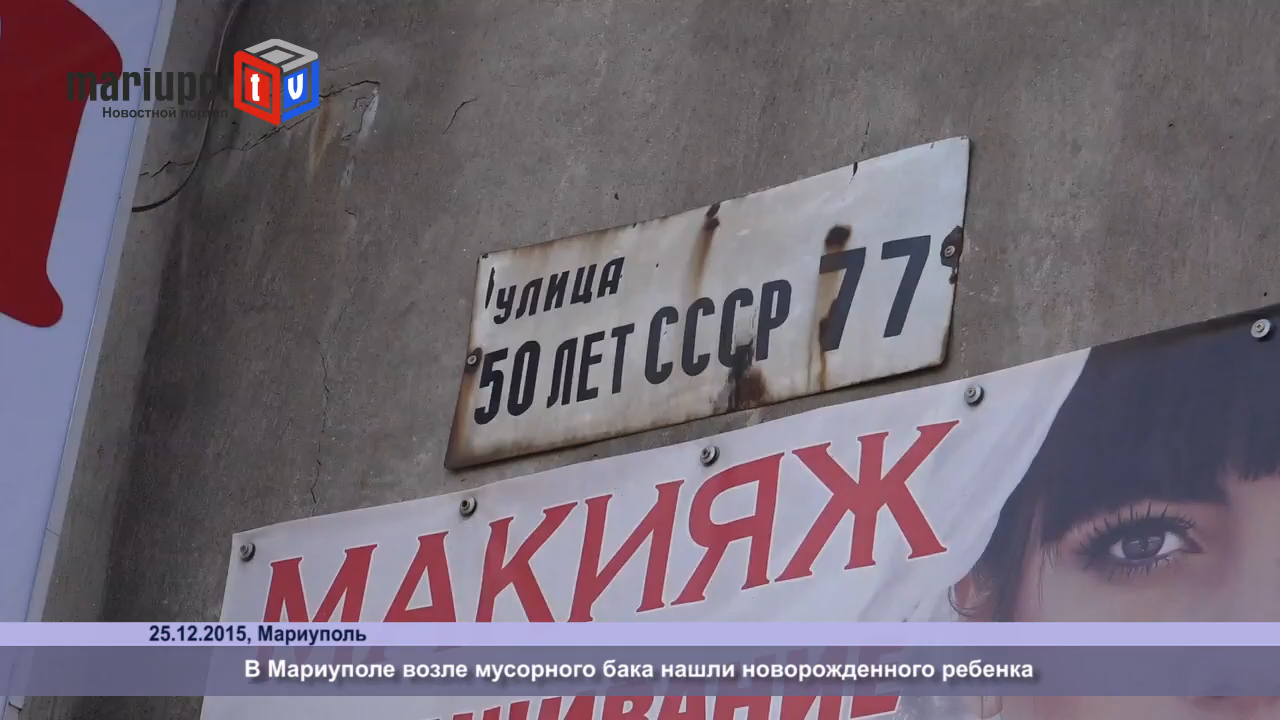 mariupol tv
Новостной портал
улица
50 ЛЕТ СССР 77
МАКИЯЖ
25.12.2015, Мариуполь
В Мариуполе возле мусорного бака нашли новорожденного ребенка